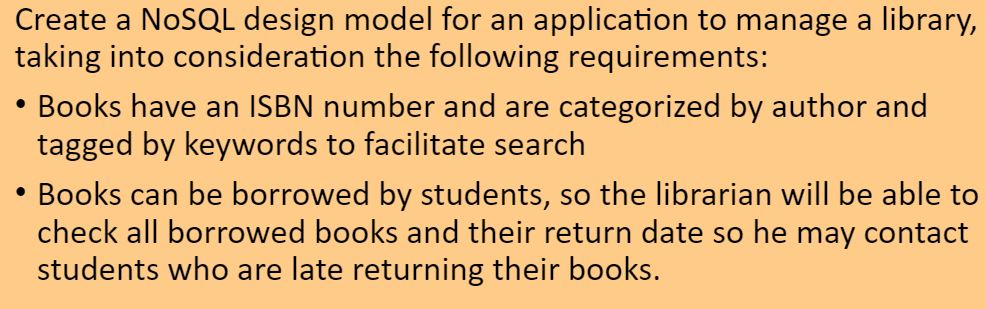 Create a NoSQL design model for an application to manage a library,
taking into consideration the following requirements:
• Books have an ISBN number and are categorized by author and
tagged by keywords to facilitate search
• Books can be borrowed by students, so the librarian will be able to
check all borrowed books and their return date so he may contact
students who are late returning their books.